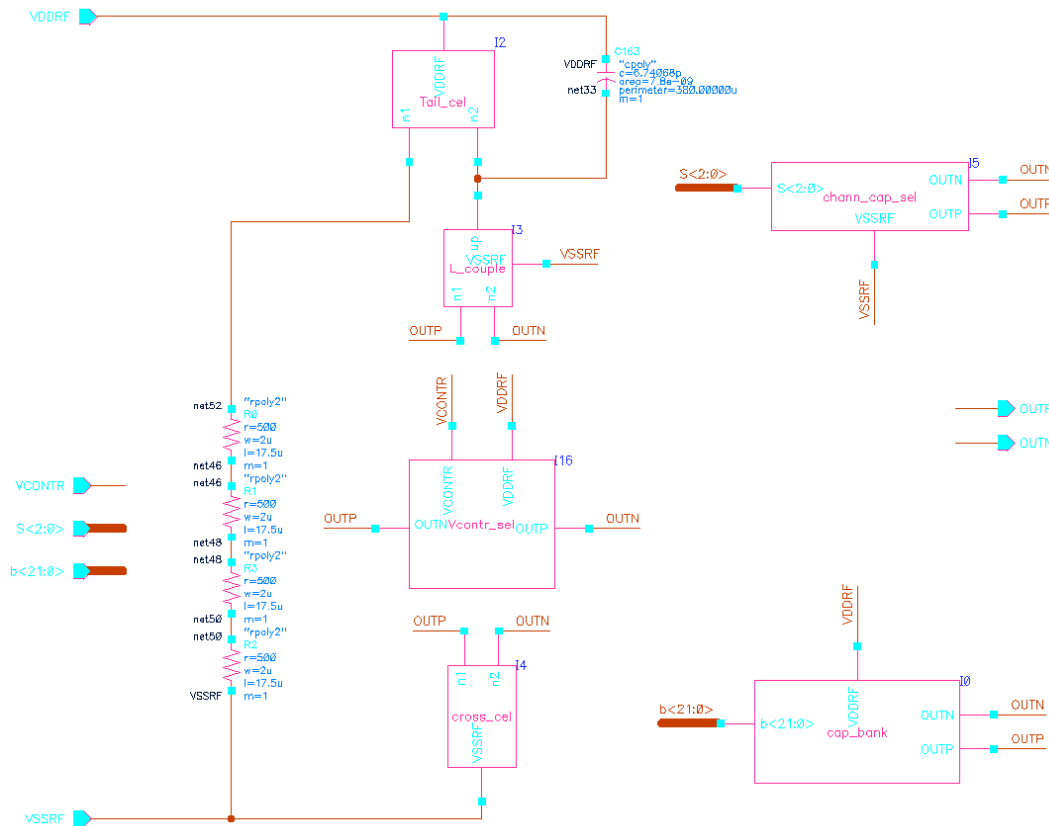 VDDRF
I2
VDDRF
Tail_cel
n1
n2
C163
VDDRF
"cpoly"
c=6.74068p
area=7.8e-09
net33
perimeter=380.00000u
m=1
I5
S<2:0>
S<2:0>
chann_cap_sel
OUTN
OUTN
OUTP
OUTP
VSSRF
VSSRF
I3
up
VSSRF
VSSRF
L_couple
n1
n2
OUTP
OUTN
net52
"rpoly2"
R0
r=500
w=2u
l=17.5u
net46
m=1
net46
"rpoly2"
R1
r=500
w=2u
l=17.5u
net48
m=1
net48
"rpoly2"
R3
r=500
w=2u
l=17.5u
net50
m=1
net50
"rpoly2"
R2
r=500
w=2u
l=17.5u
VSSRF
m=1
VCONTR
S<2:0>
b<21:0>
VCONTR
VDDRF
I16
VCONTR
VDDRF
OUTP
OUTN
Vcontr_sel
OUTP
OUTN
OUTP
OUTN
OUTP
OUTN
I4
n1
n2
cross_cel
VSSRF
VDDRF
I0
b<21:0>
b<21:0>
VDDRF
cap_bank
OUTN
OUTN
OUTP
OUTP
VSSRF